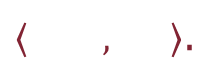 ⟨ , ⟩.